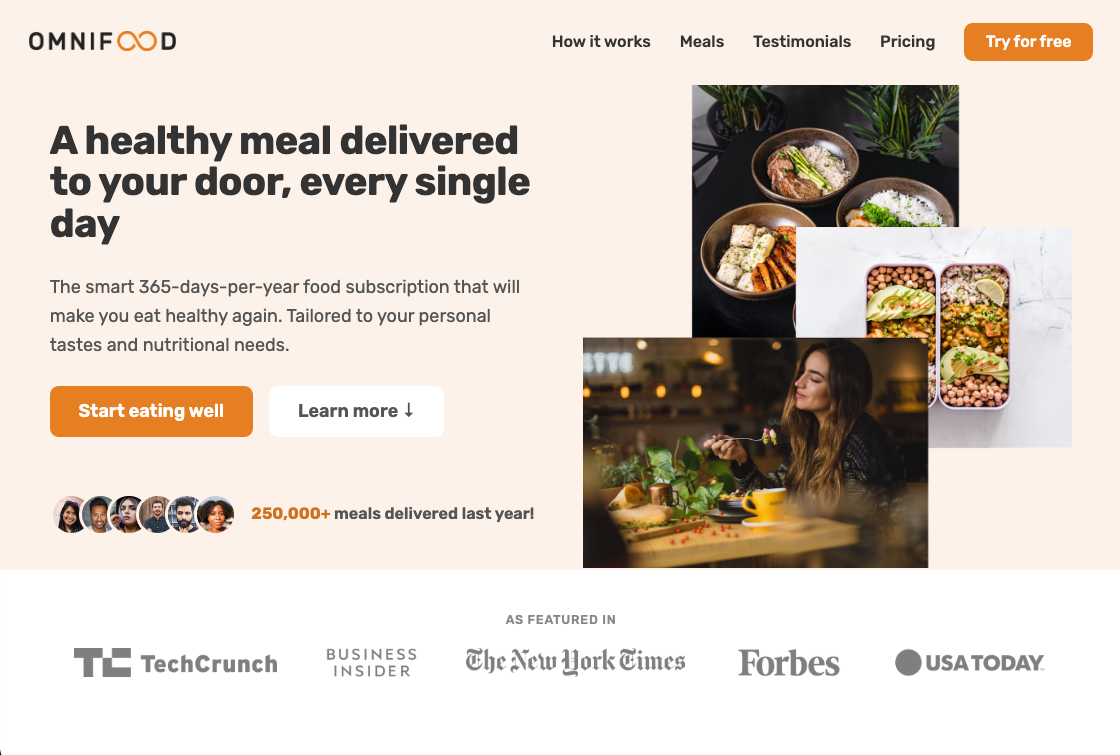 OMNIFOOD
How it works
Meals
Testimonials
Pricing
Try for free
A healthy meal delivered
to your door, every single
day
The smart 365-days-per-year food subscription that will
make you eat healthy again. Tailored to your personal
tastes and nutritional needs.
Start eating well
Learn more ↓
250,000+ meals delivered last year!
AS FEATURED IN
TC TechCrunch
BUSINESS
INSIDER
The New York Times
Forbes
USA TODAY